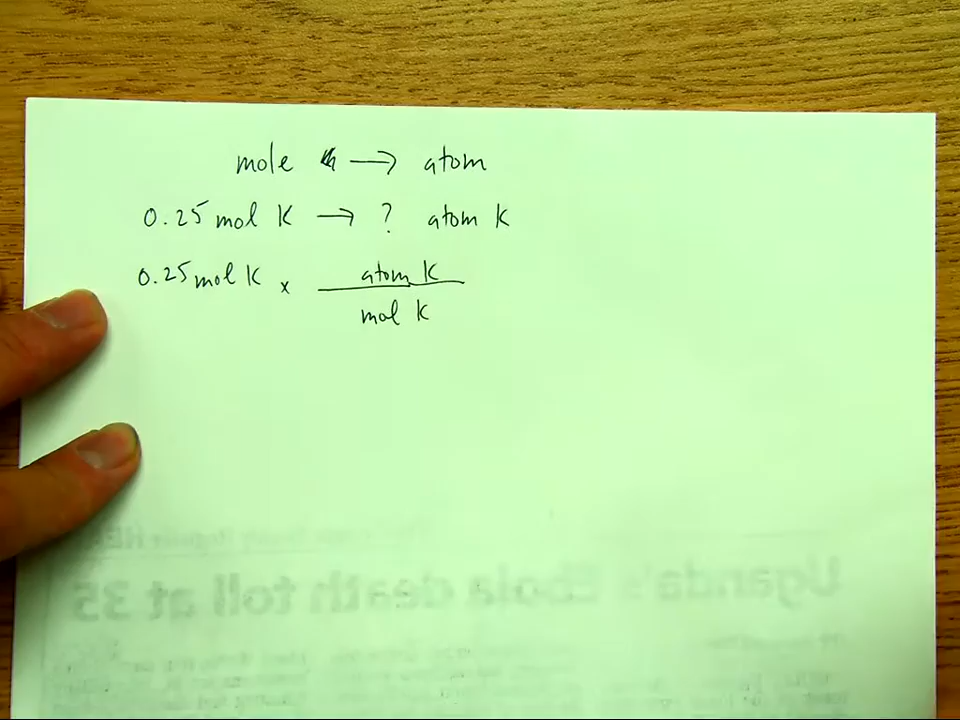 mole → atom
0.25 mol K → ? atom K
0.25 mol K x atom K
mol K
Uganda's Ebola death toll at 35